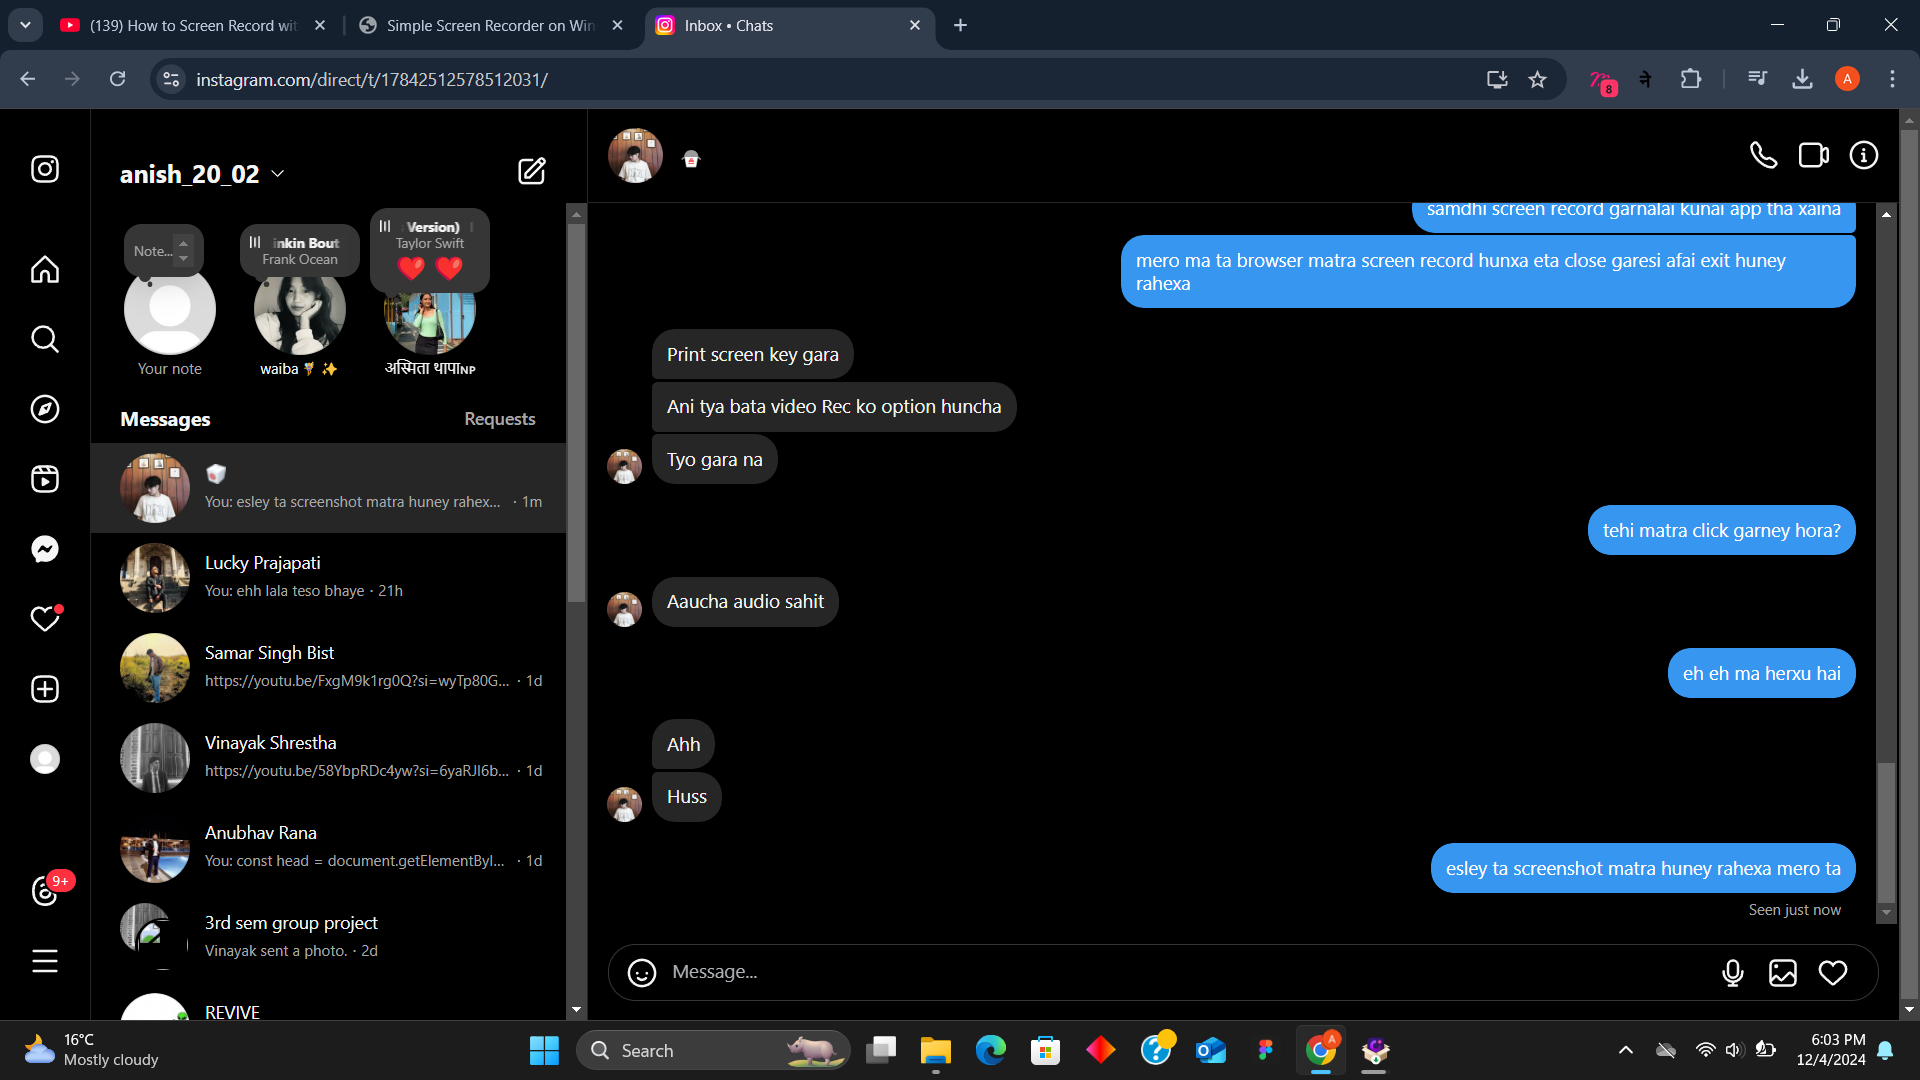 (139) How to Screen Record wit
Simple Screen Recorder on Win
Inbox • Chats
instagram.com/direct/t/17842512578512031/
8
ने
A
anish_20_02
Note...
inkin Bout
Frank Ocean
Version)
Taylor Swift
❤️ ❤️
Your note
waiba
अस्मिता थापाNP
Messages
Requests
You: esley ta screenshot matra huney rahex... · 1m
Lucky Prajapati
You: ehh lala teso bhaye · 21h
Samar Singh Bist
https://youtu.be/FxgM9k1rg0Q?si=wyTp80G... · 1d
Vinayak Shrestha
https://youtu.be/58YbpRDc4yw?si=6yaRJI6b... · 1d
Anubhav Rana
You: const head = document.getElementByI... · 1d
3rd sem group project
Vinayak sent a photo. · 2d
REVIVE
9+
samdhi screen record garnalai kunai app tha xaina
mero ma ta browser matra screen record hunxa eta close garesi afai exit huney
rahexa
Print screen key gara
Ani tya bata video Rec ko option huncha
Tyo gara na
tehi matra click garney hora?
Aaucha audio sahit
eh eh ma herxu hai
Ahh
Huss
esley ta screenshot matra huney rahexa mero ta
Seen just now
Message...
16°C
Mostly cloudy
Search
A
6:03 PM
12/4/2024